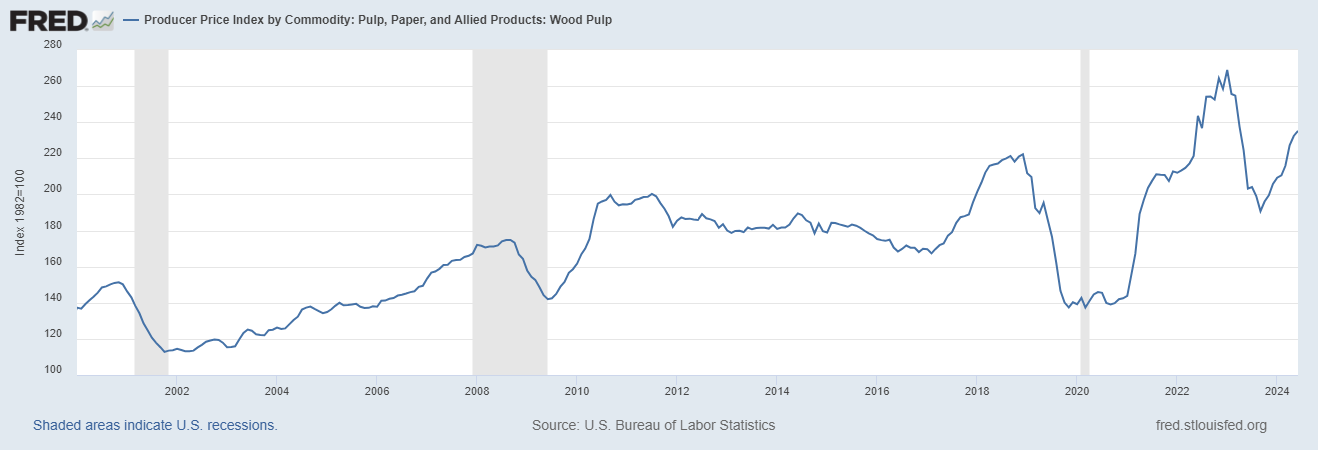 FRED Producer Price Index by Commodity: Pulp, Paper, and Allied Products: Wood Pulp
280
260
240
220
200
180
160
140
120
100
Index 1982=100
2002 2004 2006 2008 2010 2012 2014 2016 2018 2020 2022 2024
Shaded areas indicate U.S. recessions. Source: U.S. Bureau of Labor Statistics fred.stlouisfed.org